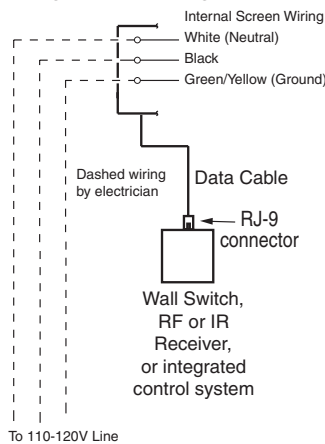 Internal Screen Wiring
White (Neutral)
Black
Green/Yellow (Ground)
Dashed wiring
by electrician
Data Cable
RJ-9
connector
Wall Switch,
RF or IR
Receiver,
or integrated
control system
To 110-120V Line